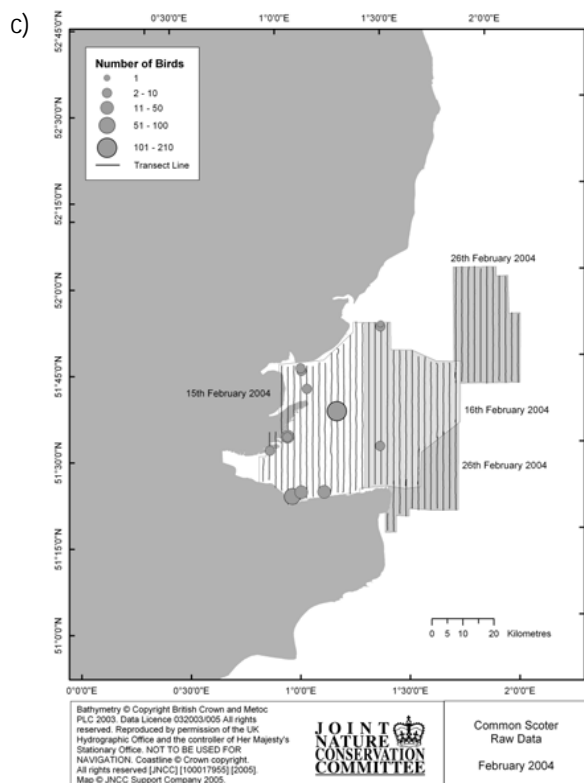 c)
0°30'0"E 1°0'0"E 1°30'0"E 2°0'0"E
52°45'0"N
52°30'0"N
52°15'0"N
52°0'0"N
51°45'0"N
51°30'0"N
51°15'0"N
51°0'0"N
Number of Birds
1
2 - 10
11 - 50
51 - 100
101 - 210
Transect Line
26th February 2004
15th February 2004
16th February 2004
26th February 2004
0 5 10 20 Kilometres
0°0'0"E 0°30'0"E 1°0'0"E 1°30'0"E 2°0'0"E
Bathymetry © Copyright British Crown and Metoc
PLC 2003. Data Licence 032003/005 All rights
reserved. Reproduced by permission of the UK
Hydrographic Office and the controller of Her Majesty's
Stationary Office. NOT TO BE USED FOR
NAVIGATION. Coastline © Crown copyright.
All rights reserved [JNCC] [100017955] [2005].
Map © JNCC Support Company 2005.
JOINT
NATURE
CONSERVATION
COMMITTEE
Common Scoter
Raw Data
February 2004